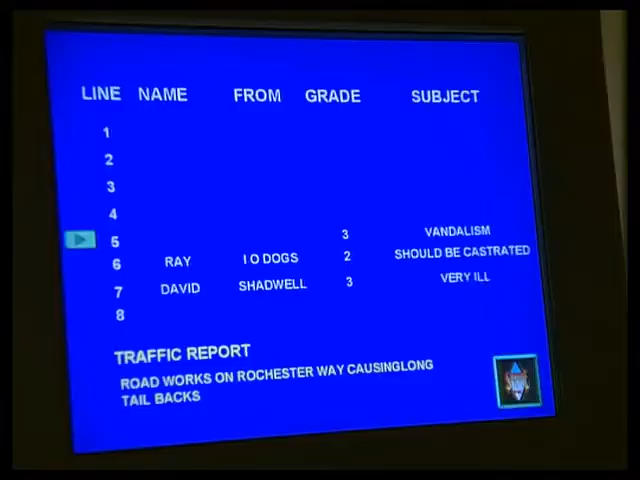 LINE NAME FROM GRADE SUBJECT
1
2
3
4
5 3 VANDALISM
6 RAY I O DOGS 2 SHOULD BE CASTRATED
7 DAVID SHADWELL 3 VERY ILL
8
TRAFFIC REPORT
ROAD WORKS ON ROCHESTER WAY CAUSINGLONG
TAIL BACKS